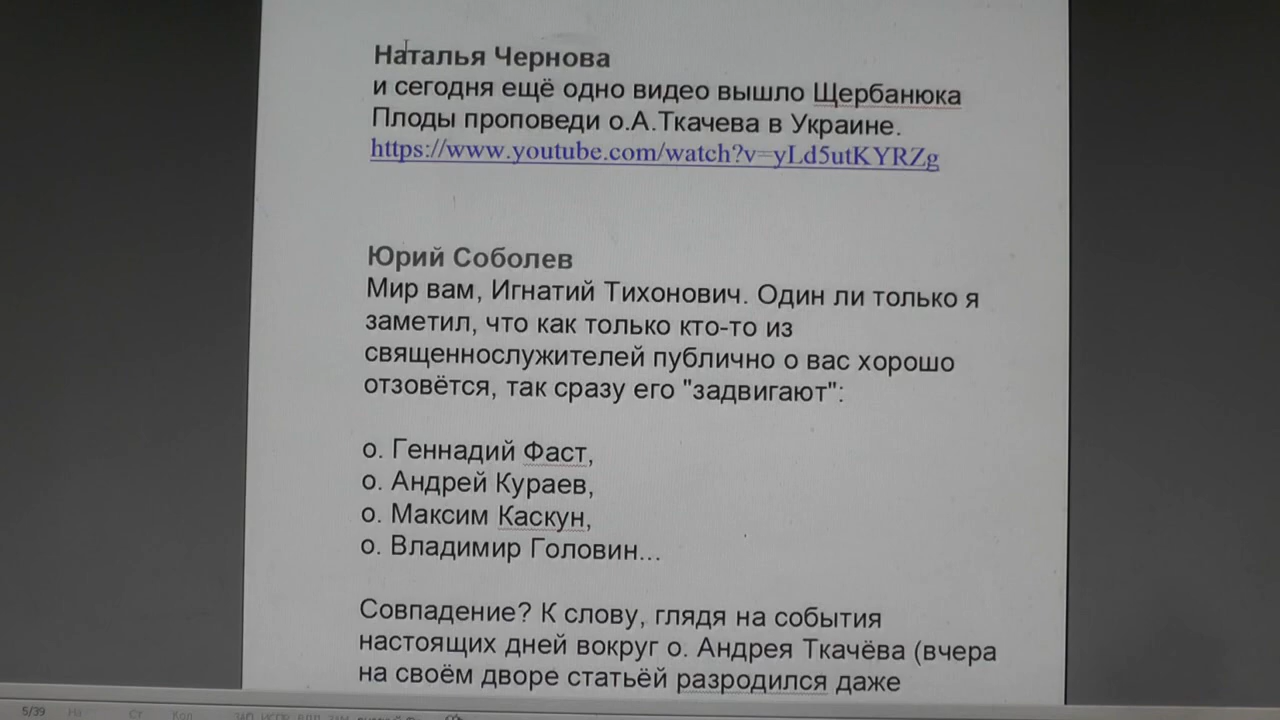 Наталья Чернова
и сегодня ещё одно видео вышло Щербанюка
Плоды проповеди о.А.Ткачева в Украине.
https://www.youtube.com/watch?v=yLd5utKYRZg
Юрий Соболев
Мир вам, Игнатий Тихонович. Один ли только я
заметил, что как только кто-то из
священнослужителей публично о вас хорошо
отзовётся, так сразу его "задвигают":
о. Геннадий Фаст,
о. Андрей Кураев,
о. Максим Каскун,
о. Владимир Головин...
Совпадение? К слову, глядя на события
настоящих дней вокруг о. Андрея Ткачёва (вчера
на своём дворе статьёй разродился даже
5/39